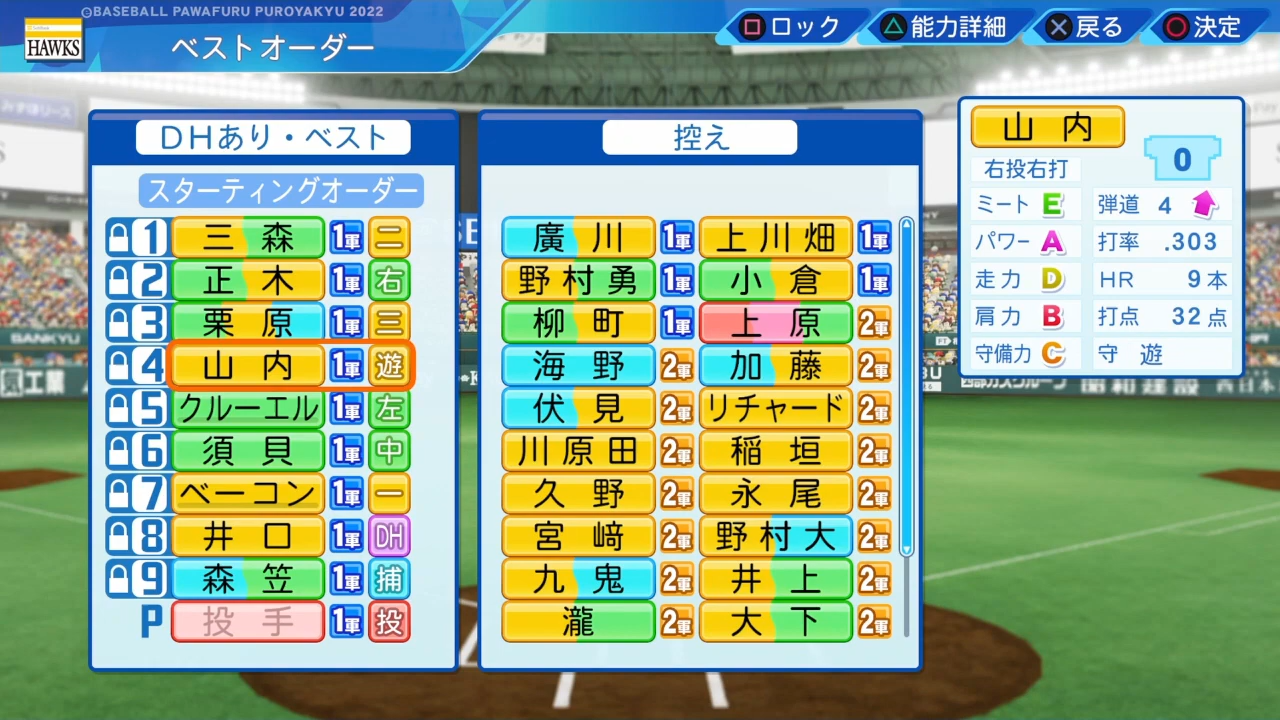 ©BASEBALL PAWAFURU PUROYAKYU 2022
HAWKS
ベストオーダー
ロック 能力詳細 戻る 決定
DHあり・ベスト
スターティングオーダー
1 三森 1軍 二
2 正木 1軍 右
3 栗原 1軍 三
4 山内 1軍 遊
5 クルーエル 1軍 左
6 須貝 1軍 中
7 ベーコン 1軍 一
8 井口 1軍 DH
9 森笠 1軍 捕
P 投手 1軍 投
控え
廣川 1軍 上川畑 1軍
野村勇 1軍 小倉 1軍
柳町 1軍 上原 2軍
海野 2軍 加藤 2軍
伏見 2軍 リチャード 2軍
川原田 2軍 稲垣 2軍
久野 2軍 永尾 2軍
宮﨑 2軍 野村大 2軍
九鬼 2軍 井上 2軍
瀧 2軍 大下 2軍
山内
右投右打 0
ミート E 弾道 4
パワー A 打率 .303
走力 D HR 9本
肩力 B 打点 32点
守備力 C 守 遊
BANKYU
工業